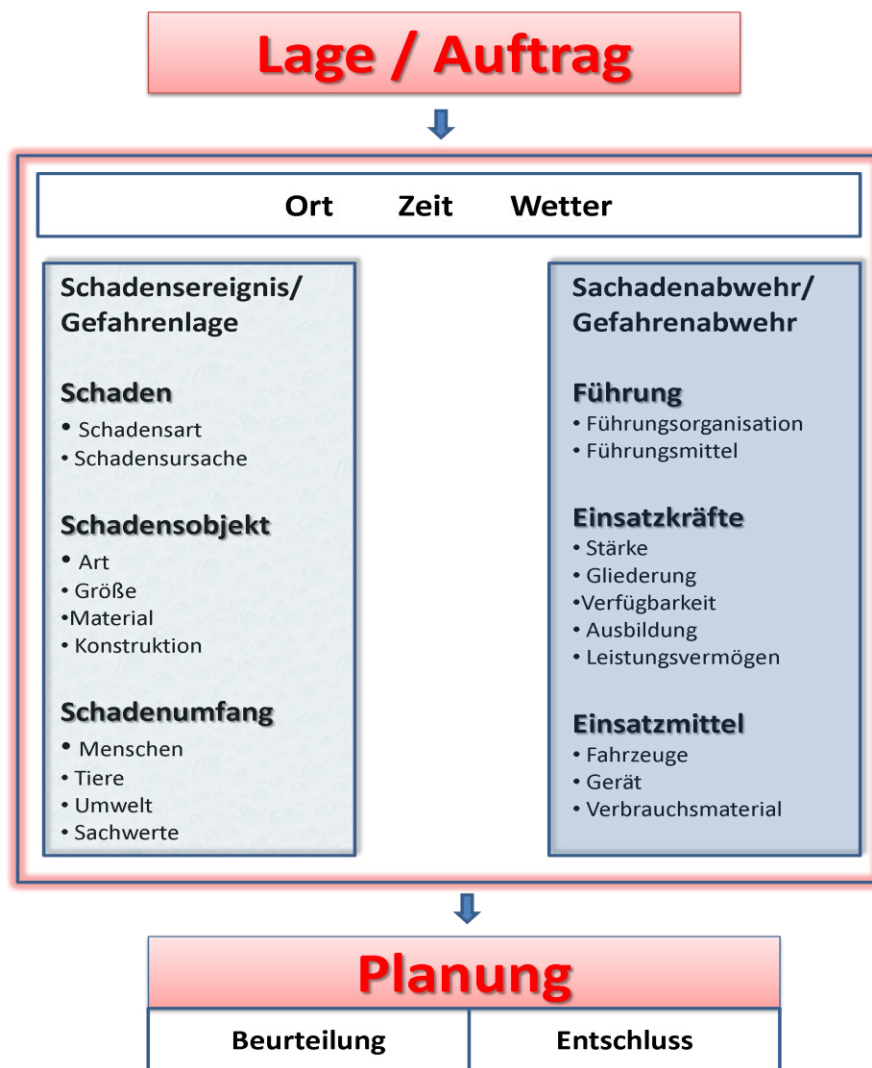 Lage / Auftrag
Ort Zeit Wetter
Schadensereignis/
Gefahrenlage
Schaden
• Schadensart
• Schadensursache
Schadensobjekt
• Art
• Größe
•Material
• Konstruktion
Schadenumfang
• Menschen
• Tiere
• Umwelt
• Sachwerte
Sachadenabwehr/
Gefahrenabwehr
Führung
• Führungsorganisation
• Führungsmittel
Einsatzkräfte
• Stärke
• Gliederung
•Verfügbarkeit
• Ausbildung
• Leistungsvermögen
Einsatzmittel
• Fahrzeuge
• Gerät
• Verbrauchsmaterial
Planung
Beurteilung Entschluss